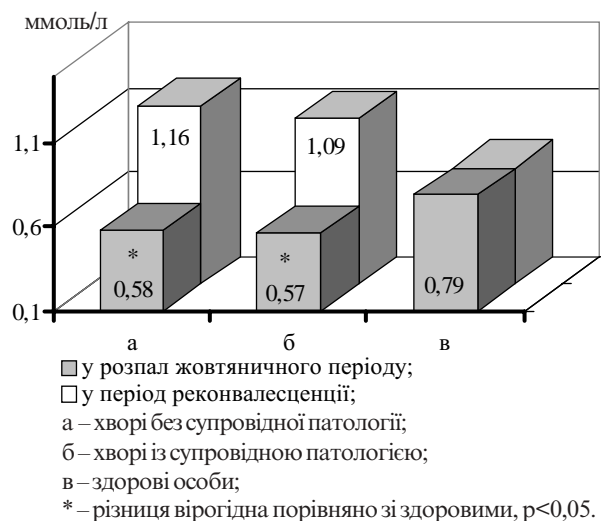 ммоль/л
1,16
1,09
1,1
0,6
*
*
0,58
0,57
0,79
0,1
а
б
в
у розпал жовтяничного періоду;
у період реконвалесценції;
а – хворі без супровідної патології;
б – хворі із супровідною патологією;
в – здорові особи;
* – різниця вірогідна порівняно зі здоровими, р<0,05.